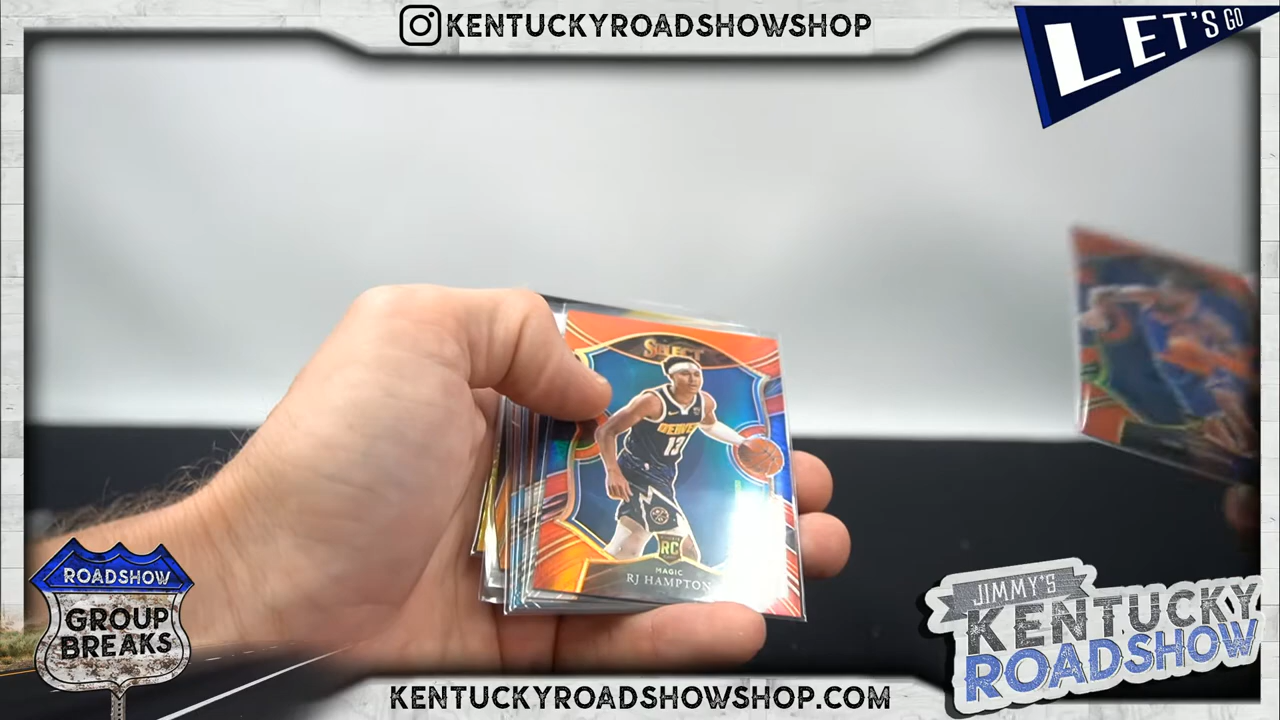 KENTUCKYROADSHOWSHOP
LET'S GO
SELECT
DENVER
13
RC
MAGIC
RJ HAMPTON
ROADSHOW
GROUP
BREAKS
JIMMY'S
KENTUCKY
ROADSHOW
KENTUCKYROADSHOWSHOP.COM